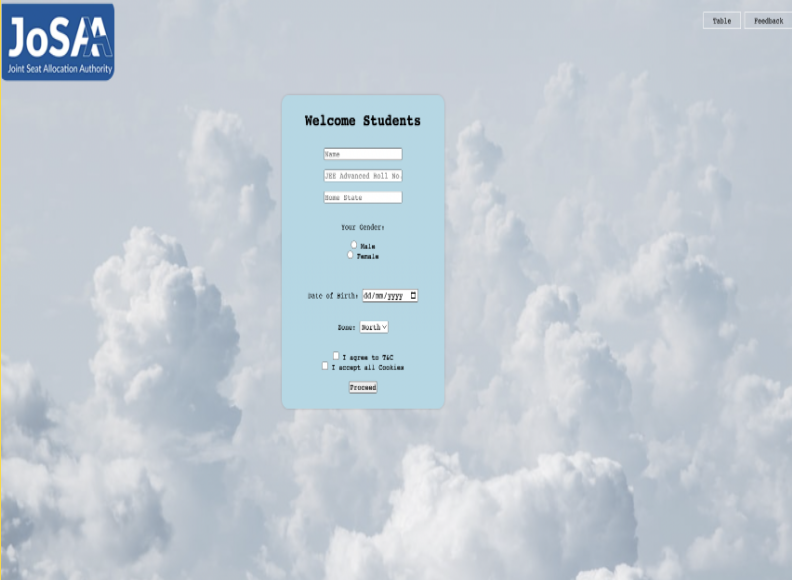 JoSAA
Joint Seat Allocation Authority
Table
Feedback
Welcome Students
Name
JEE Advanced Roll No.
Home State
Your Gender:
Male
Female
Date of Birth: dd/mm/yyyy
Zone: North
I agree to T&C
I accept all Cookies
Proceed